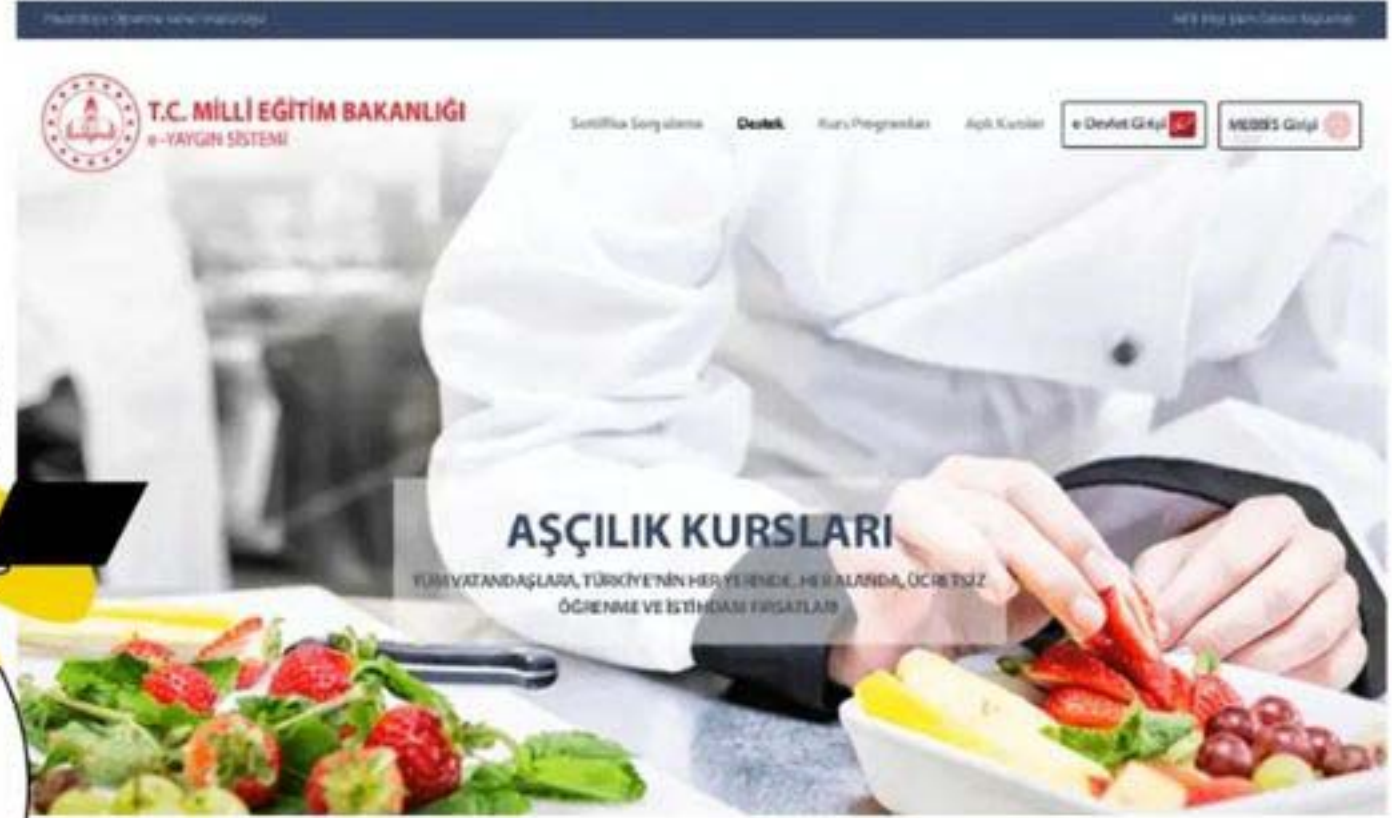 T.C. MİLLİ EĞİTİM BAKANLIĞI
e-YAYGIN SİSTEMİ
Sertifika Sorgulama Destek Kurs Programları Açık Kurslar e-Devlet Girişi MEBBİS Girişi
AŞÇILIK KURSLARI
TÜM VATANDAŞLARA, TÜRKİYE'NİN HER YERİNDE, HER ALANDA, ÜCRETSİZ
ÖĞRENME VE İSTİHDAM FIRSATLARI